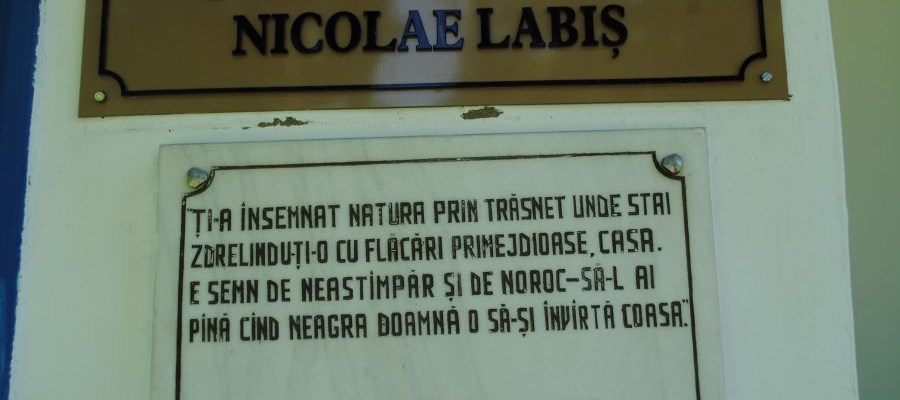 NICOLAE LABIȘ
"ȚI-A ÎNSEMNAT NATURA PRIN TRĂSNET UNDE STAI
ZDRELINDU-ȚI-O CU FLĂCĂRI PRIMEJDIOASE, CASA.
E SEMN DE NEASTÎMPĂR ȘI DE NOROC-SĂ-L AI
PÎNĂ CÎND NEAGRA DOAMNĂ O SĂ-ȘI ÎNVÎRTĂ COASA".